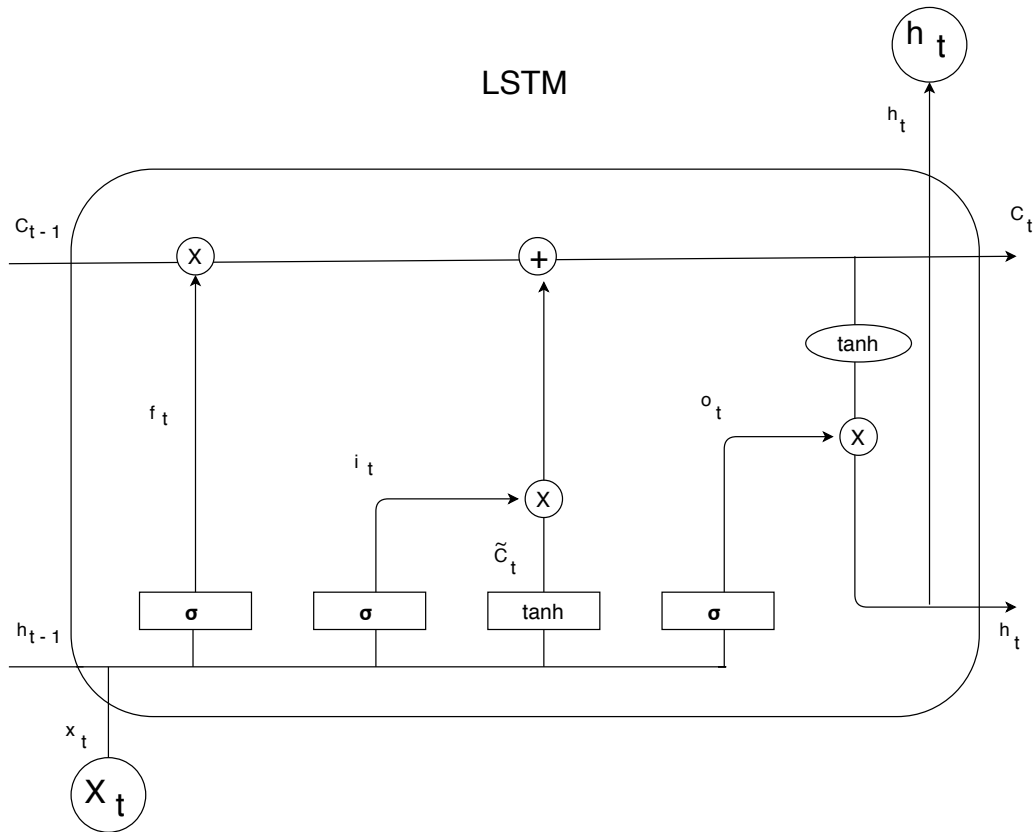 h t
LSTM
h t
C t - 1
C t
X
+
tanh
f t
o t
X
i t
X
C̃ t
σ
σ
tanh
σ
h t-1
h t
x t
X t